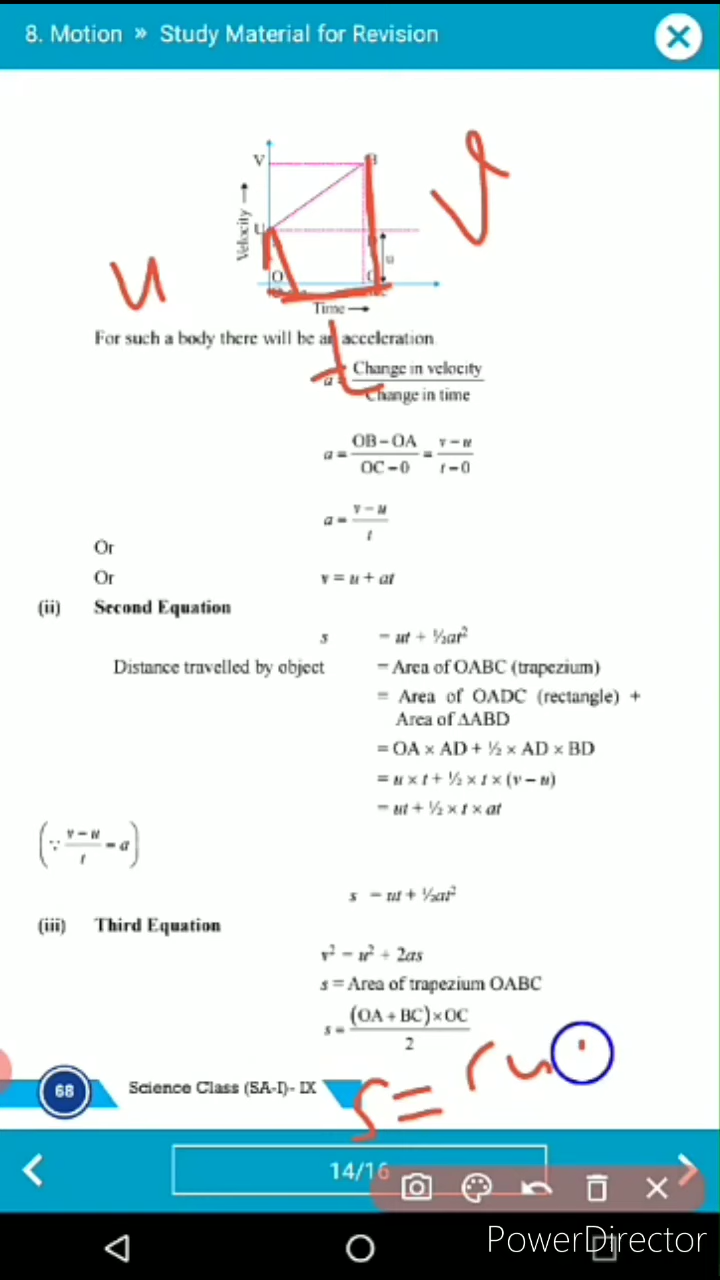 8. Motion » Study Material for Revision
V
B
V
Velocity →
U
u
O
C
u
Time →
t
For such a body there will be an acceleration
a = Change in velocity / Change in time
a = OB – OA / OC – 0 = v – u / t – 0
a = v – u / t
Or
Or v = u + at
(ii) Second Equation
s = ut + ½at²
Distance travelled by object = Area of OABC (trapezium)
= Area of OADC (rectangle) +
Area of ΔABD
= OA × AD + ½ × AD × BD
= u × t + ½ × t × (v – u)
= ut + ½ × t × at
(∵ v – u / t = a)
s = ut + ½at²
(iii) Third Equation
v² – u² + 2as
s = Area of trapezium OABC
s = (OA + BC) × OC / 2
s = (u
68 Science Class (SA-I)- IX
14/16
PowerDirector